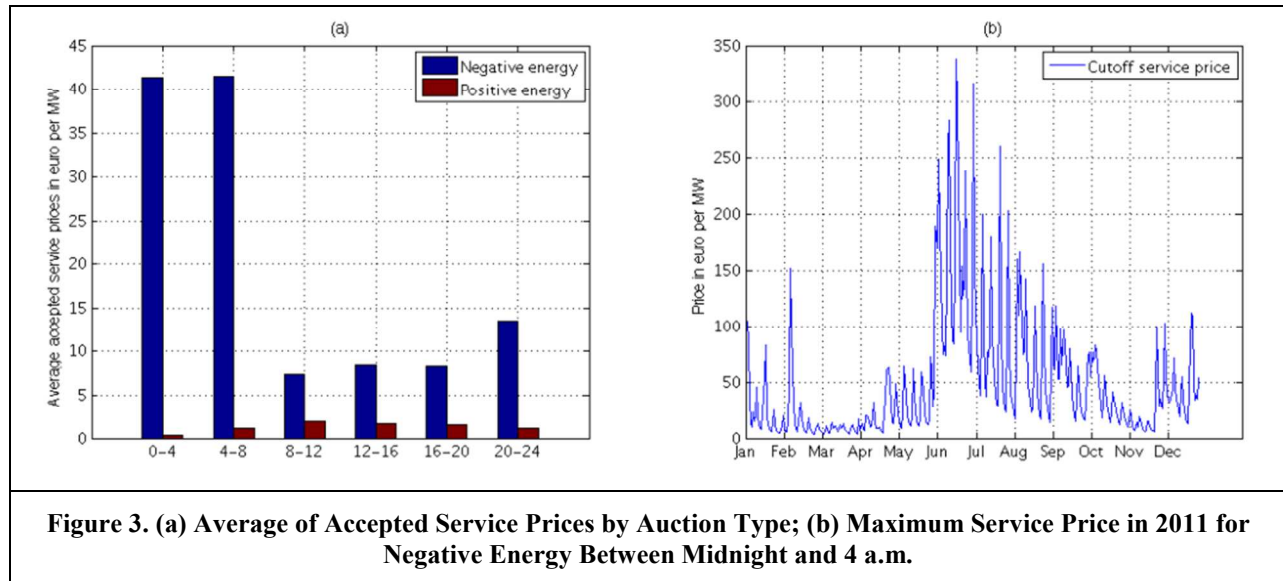 (a)
45
40
35
30
25
20
15
10
5
0
Average accepted service prices in euro per MW
Negative energy
Positive energy
0-4
4-8
8-12
12-16
16-20
20-24
(b)
350
300
250
200
150
100
50
0
Price in euro per MW
Cutoff service price
Jan
Feb
Mar
Apr
May
Jun
Jul
Aug
Sep
Oct
Nov
Dec
Figure 3. (a) Average of Accepted Service Prices by Auction Type; (b) Maximum Service Price in 2011 for
Negative Energy Between Midnight and 4 a.m.